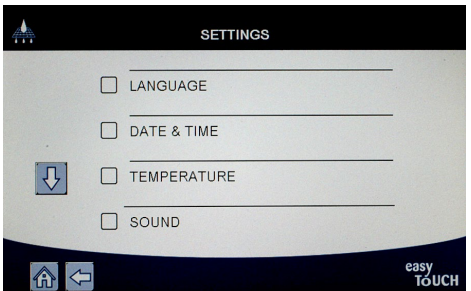 SETTINGS
LANGUAGE
DATE & TIME
TEMPERATURE
SOUND
easy
TOUCH